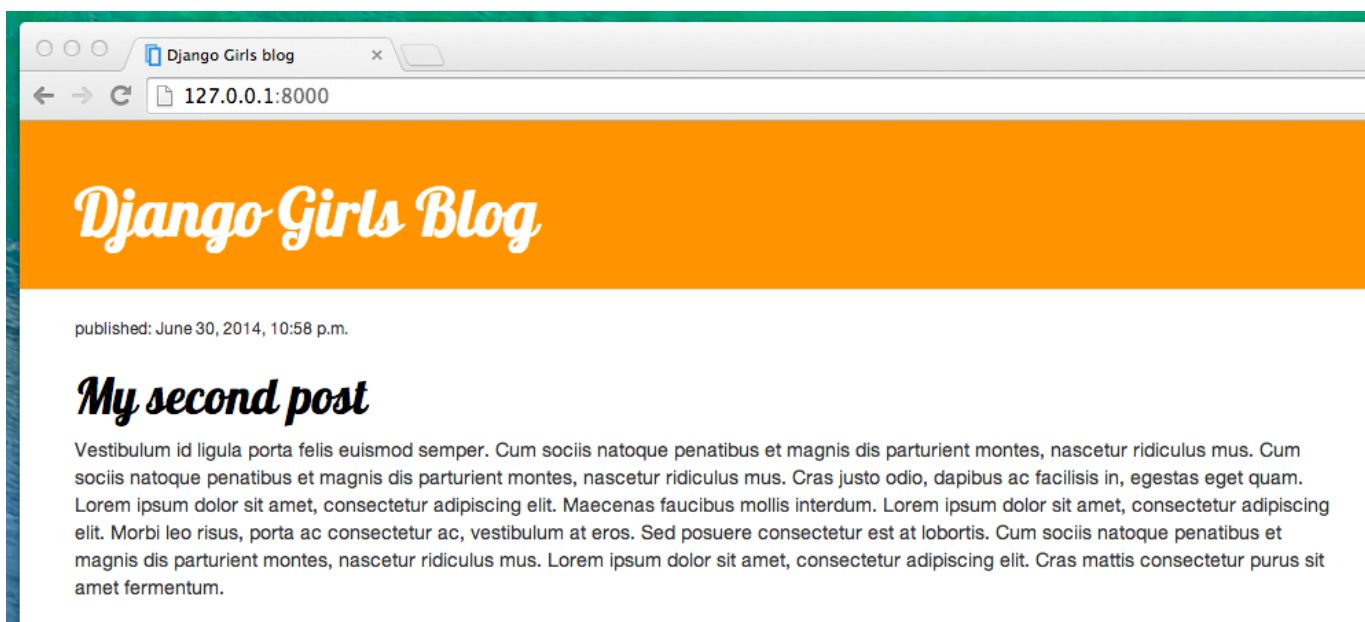 Django Girls blog
127.0.0.1:8000
Django Girls Blog
published: June 30, 2014, 10:58 p.m.
My second post
Vestibulum id ligula porta felis euismod semper. Cum sociis natoque penatibus et magnis dis parturient montes, nascetur ridiculus mus. Cum
sociis natoque penatibus et magnis dis parturient montes, nascetur ridiculus mus. Cras justo odio, dapibus ac facilisis in, egestas eget quam.
Lorem ipsum dolor sit amet, consectetur adipiscing elit. Maecenas faucibus mollis interdum. Lorem ipsum dolor sit amet, consectetur adipiscing
elit. Morbi leo risus, porta ac consectetur ac, vestibulum at eros. Sed posuere consectetur est at lobortis. Cum sociis natoque penatibus et
magnis dis parturient montes, nascetur ridiculus mus. Lorem ipsum dolor sit amet, consectetur adipiscing elit. Cras mattis consectetur purus sit
amet fermentum.